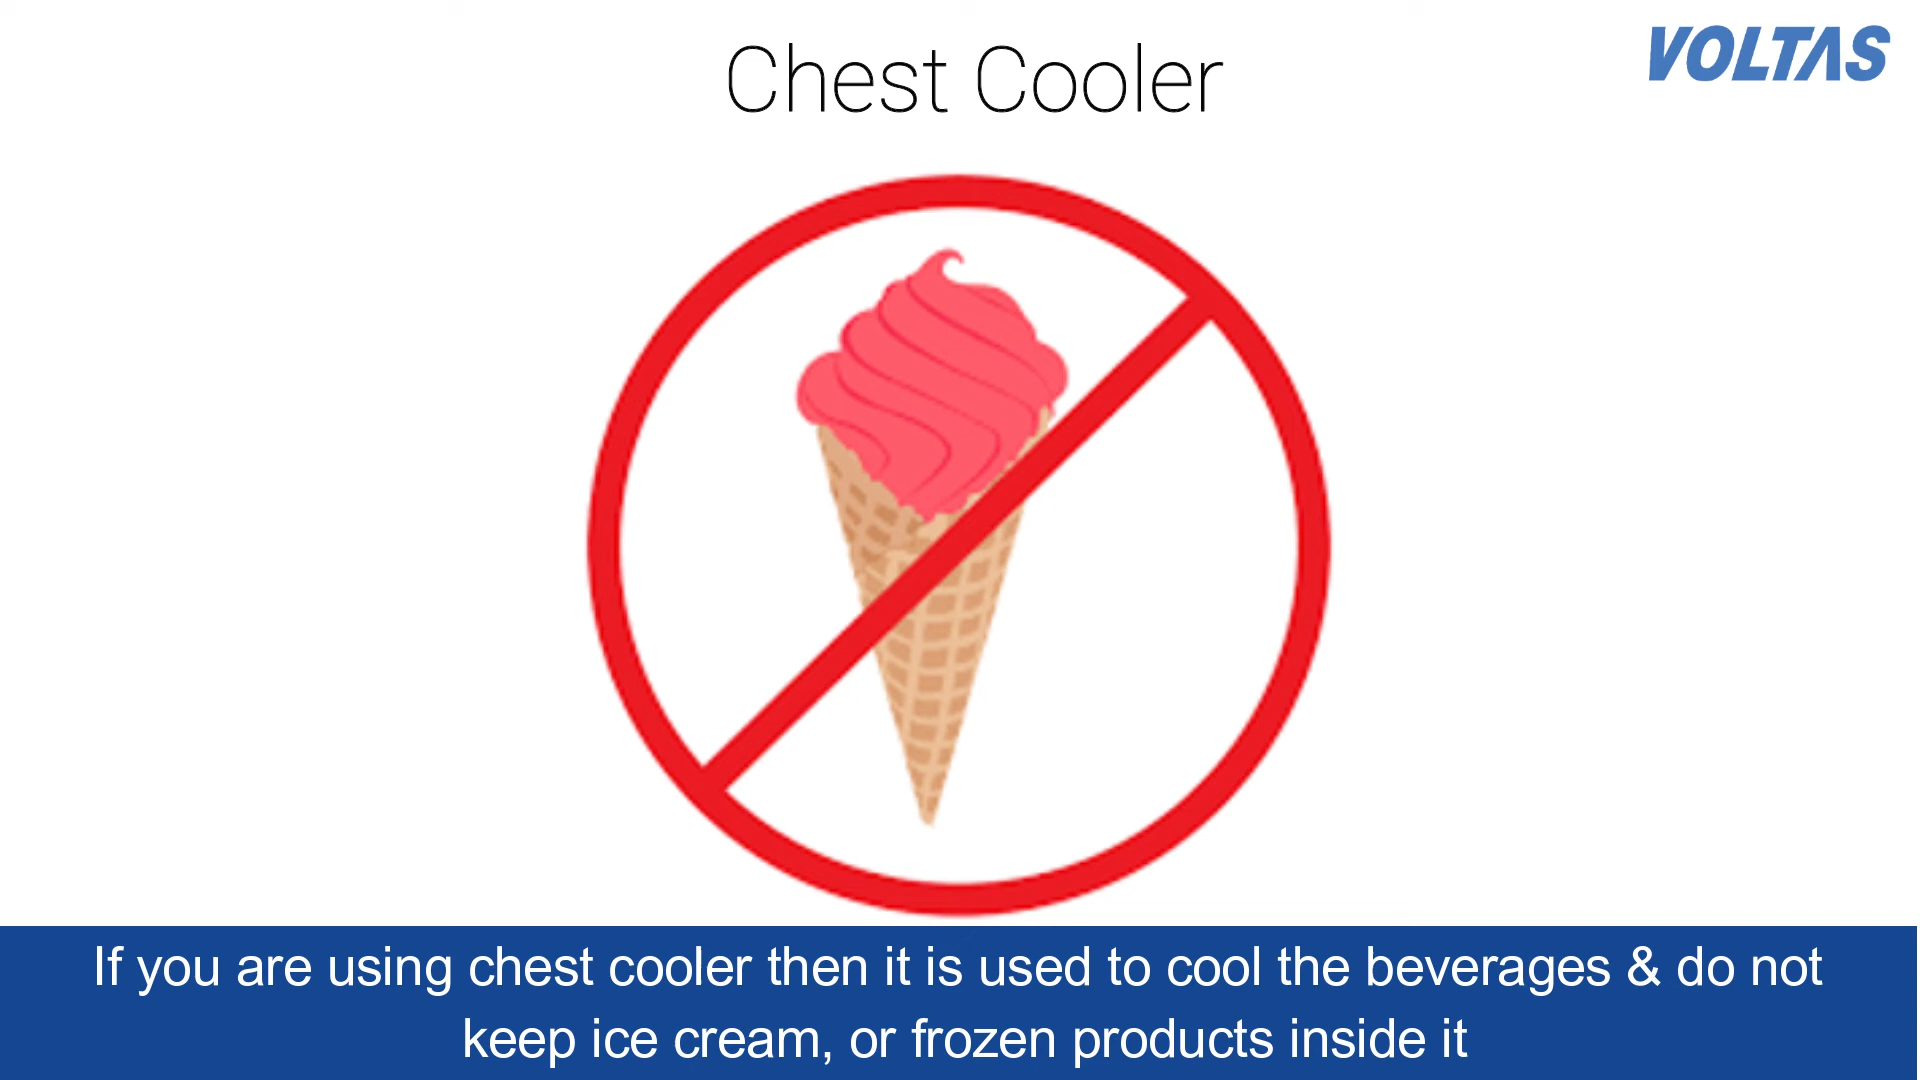 VOLTAS
Chest Cooler
If you are using chest cooler then it is used to cool the beverages & do not
keep ice cream, or frozen products inside it